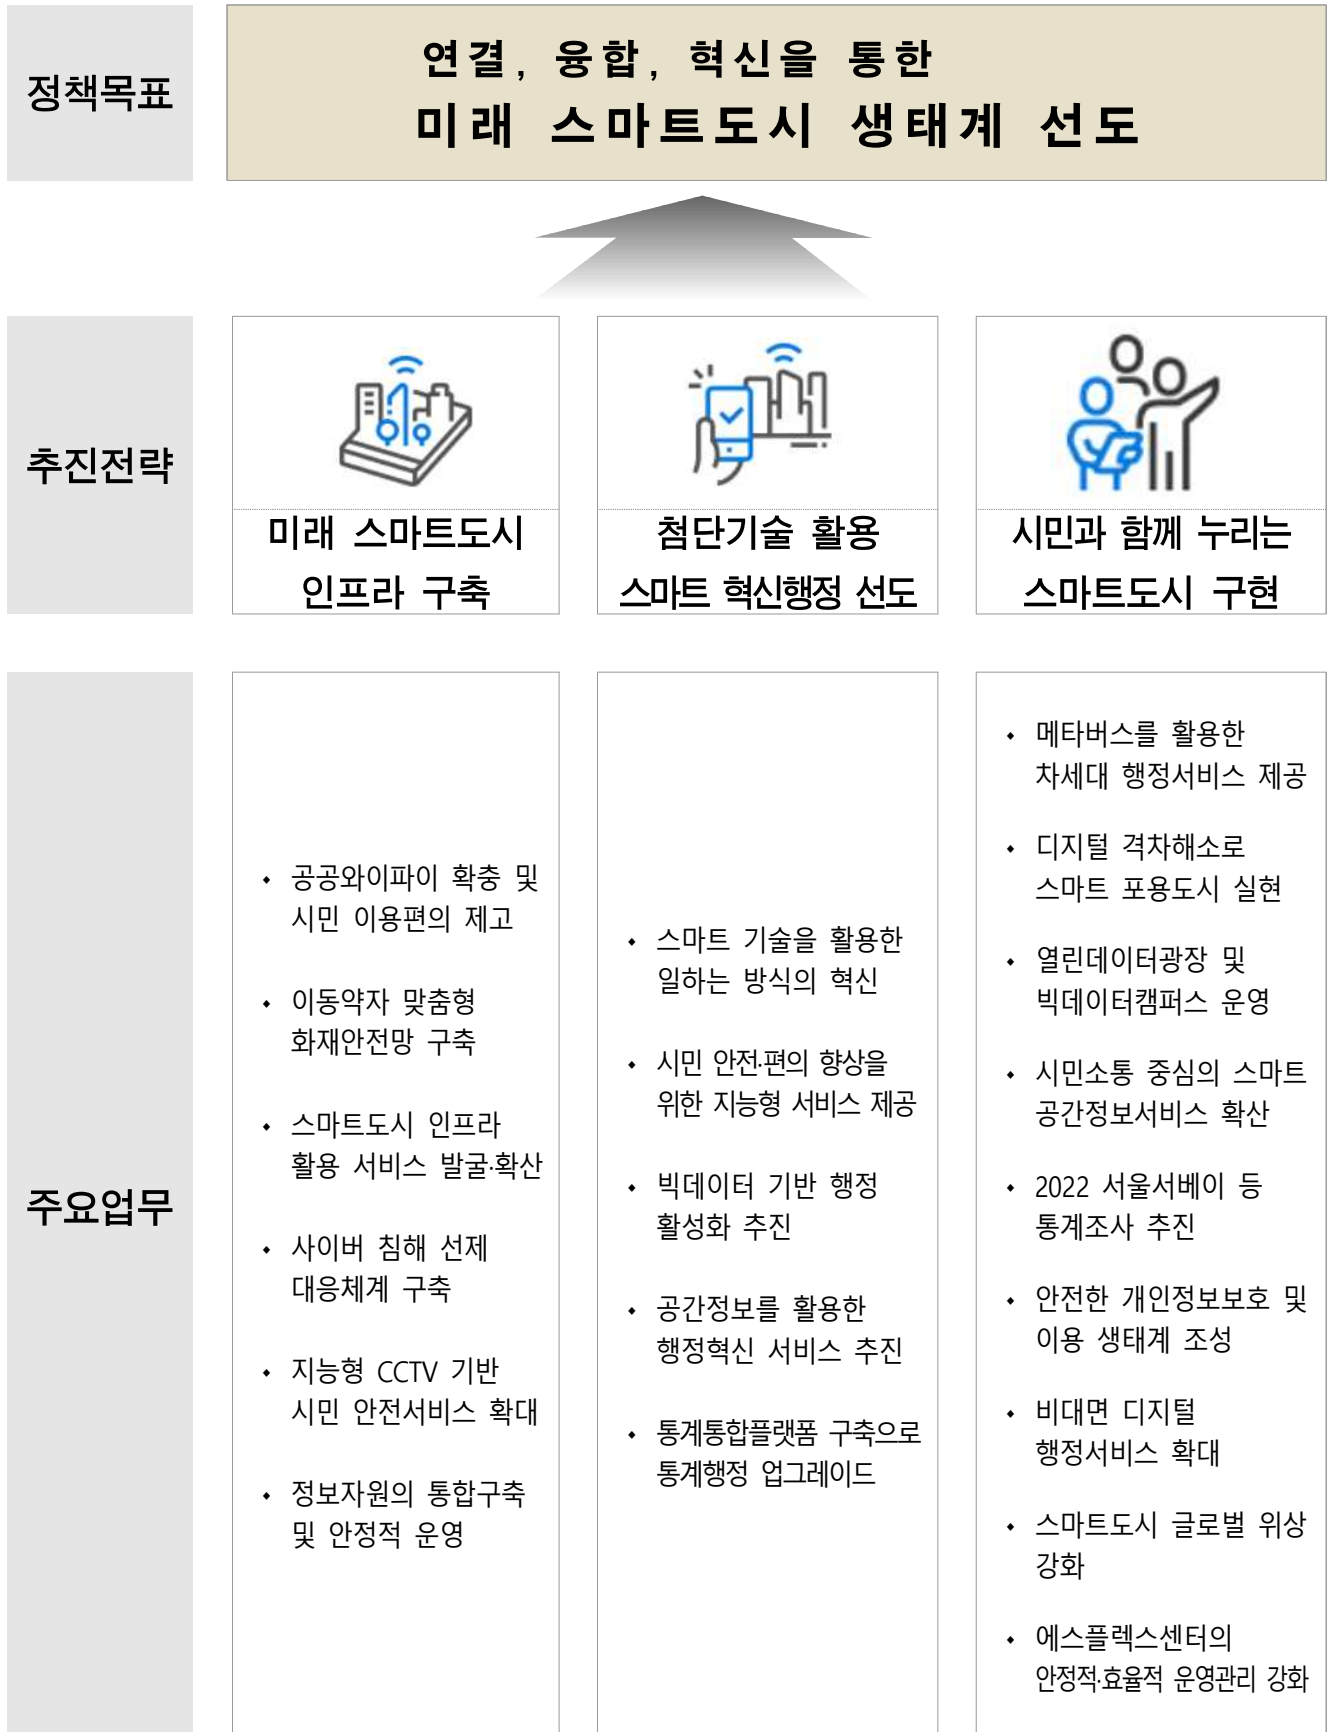 정책목표
연결, 융합, 혁신을 통한
미래 스마트도시 생태계 선도
추진전략
미래 스마트도시
인프라 구축
첨단기술 활용
스마트 혁신행정 선도
시민과 함께 누리는
스마트도시 구현
주요업무
• 공공와이파이 확충 및
시민 이용편의 제고
• 이동약자 맞춤형
화재안전망 구축
• 스마트도시 인프라
활용 서비스 발굴·확산
• 사이버 침해 선제
대응체계 구축
• 지능형 CCTV 기반
시민 안전서비스 확대
• 정보자원의 통합구축
및 안정적 운영
• 스마트 기술을 활용한
일하는 방식의 혁신
• 시민 안전·편의 향상을
위한 지능형 서비스 제공
• 빅데이터 기반 행정
활성화 추진
• 공간정보를 활용한
행정혁신 서비스 추진
• 통계통합플랫폼 구축으로
통계행정 업그레이드
• 메타버스를 활용한
차세대 행정서비스 제공
• 디지털 격차해소로
스마트 포용도시 실현
• 열린데이터광장 및
빅데이터캠퍼스 운영
• 시민소통 중심의 스마트
공간정보서비스 확산
• 2022 서울서베이 등
통계조사 추진
• 안전한 개인정보보호 및
이용 생태계 조성
• 비대면 디지털
행정서비스 확대
• 스마트도시 글로벌 위상
강화
• 에스플렉스센터의
안정적·효율적 운영관리 강화